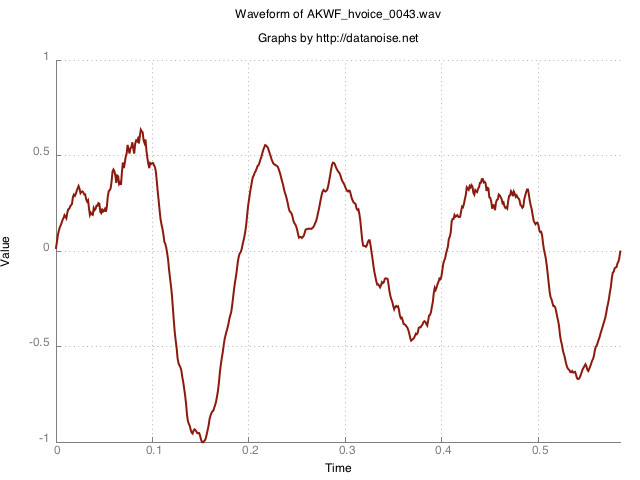 Waveform of AKWF_hvoice_0043.wav
Graphs by http://datanoise.net
1
0.5
0
-0.5
-1
Value
0 0.1 0.2 0.3 0.4 0.5
Time